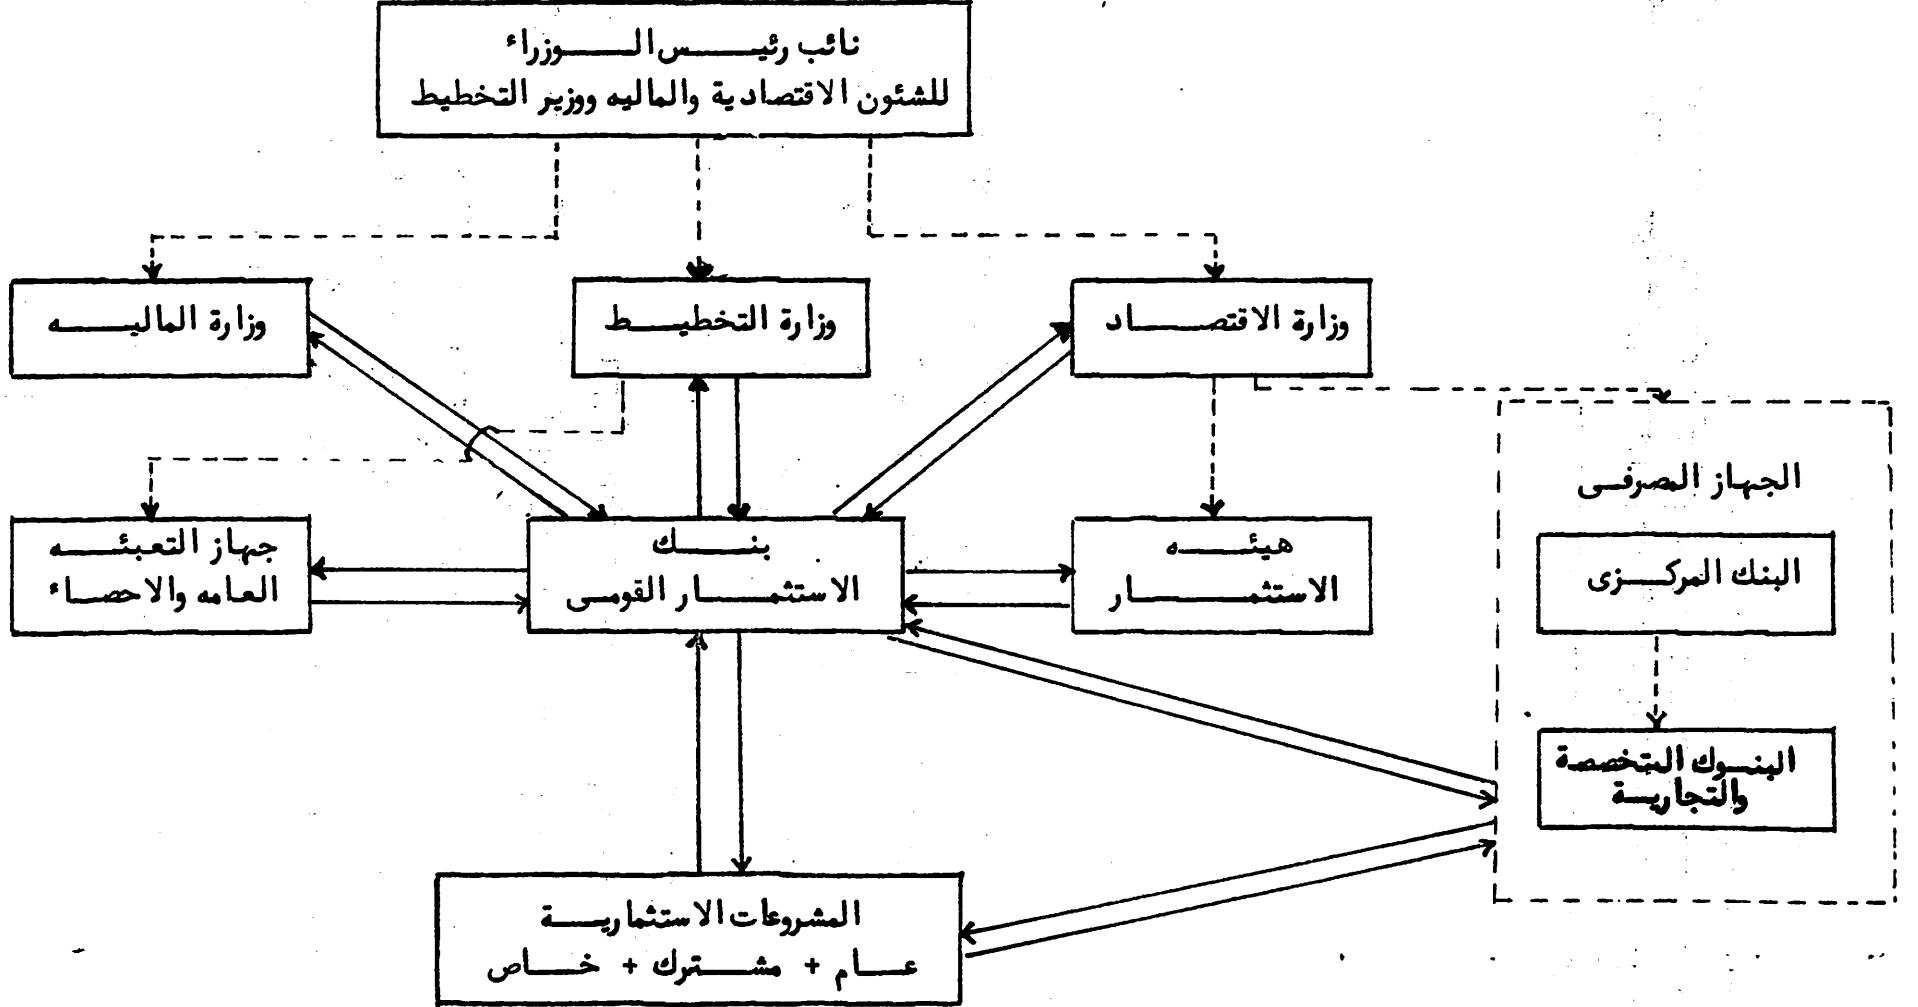 نائب رئيس الوزراء
للشئون الاقتصادية والماليه ووزير التخطيط
وزارة الاقتصاد
وزارة التخطيط
وزارة الماليه
الجهاز المصرفى
هيئه
الاستثمار
بنك
الاستثمار القومى
جهاز التعبئه
العامه والاحصاء
البنك المركزى
البنوك المتخصصة
والتجارية
المشروعات الاستثمارية
عام + مشترك + خاص